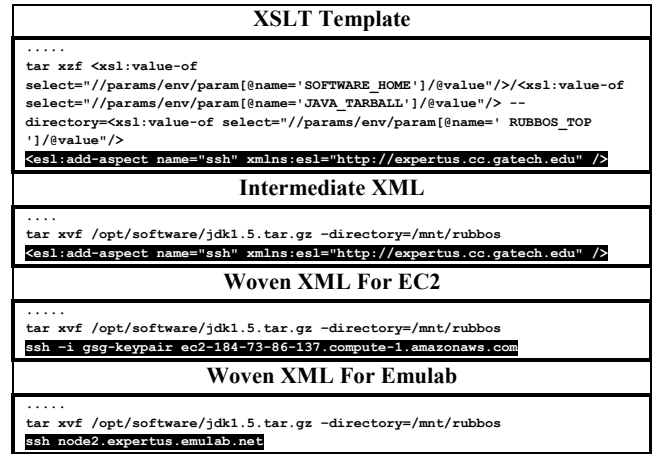 XSLT Template
.....
tar xzf <xsl:value-of
select="//params/env/param[@name='SOFTWARE_HOME']/@value"/>/<xsl:value-of
select="//params/env/param[@name='JAVA_TARBALL']/@value"/> --
directory=<xsl:value-of select="//params/env/param[@name=' RUBBOS_TOP
']/@value"/>
<esl:add-aspect name="ssh" xmlns:esl="http://expertus.cc.gatech.edu" />
Intermediate XML
....
tar xvf /opt/software/jdk1.5.tar.gz –directory=/mnt/rubbos
<esl:add-aspect name="ssh" xmlns:esl="http://expertus.cc.gatech.edu" />
Woven XML For EC2
.....
tar xvf /opt/software/jdk1.5.tar.gz –directory=/mnt/rubbos
ssh –i gsg-keypair ec2-184-73-86-137.compute-1.amazonaws.com
Woven XML For Emulab
.....
tar xvf /opt/software/jdk1.5.tar.gz –directory=/mnt/rubbos
ssh node2.expertus.emulab.net